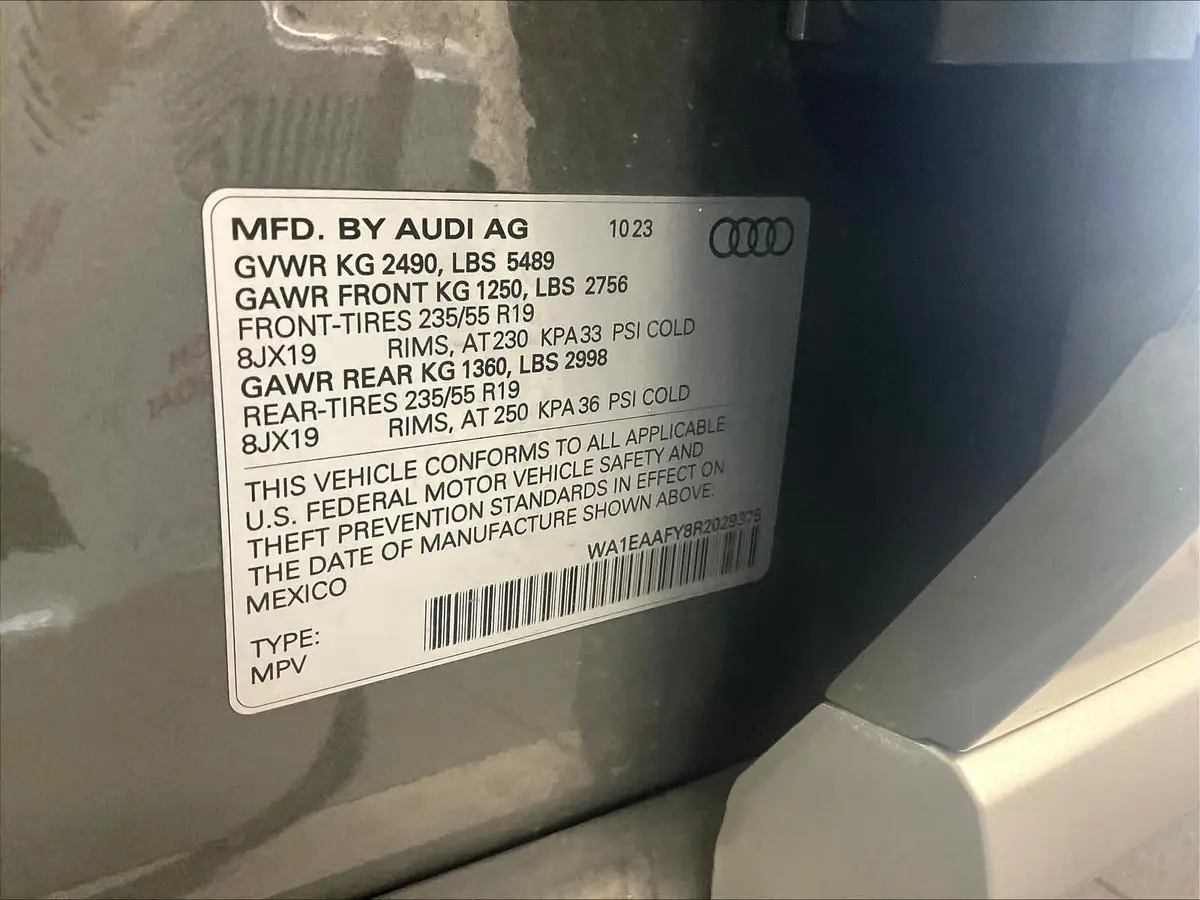 MFD. BY AUDI AG 10 23
GVWR KG 2490, LBS 5489
GAWR FRONT KG 1250, LBS 2756
FRONT-TIRES 235/55 R19
8JX19 RIMS, AT 230 KPA 33 PSI COLD
GAWR REAR KG 1360, LBS 2998
REAR-TIRES 235/55 R19
8JX19 RIMS, AT 250 KPA 36 PSI COLD
THIS VEHICLE CONFORMS TO ALL APPLICABLE
U.S. FEDERAL MOTOR VEHICLE SAFETY AND
THEFT PREVENTION STANDARDS IN EFFECT ON
THE DATE OF MANUFACTURE SHOWN ABOVE.
MEXICO
WA1EAAFY8R2029378
TYPE:
MPV